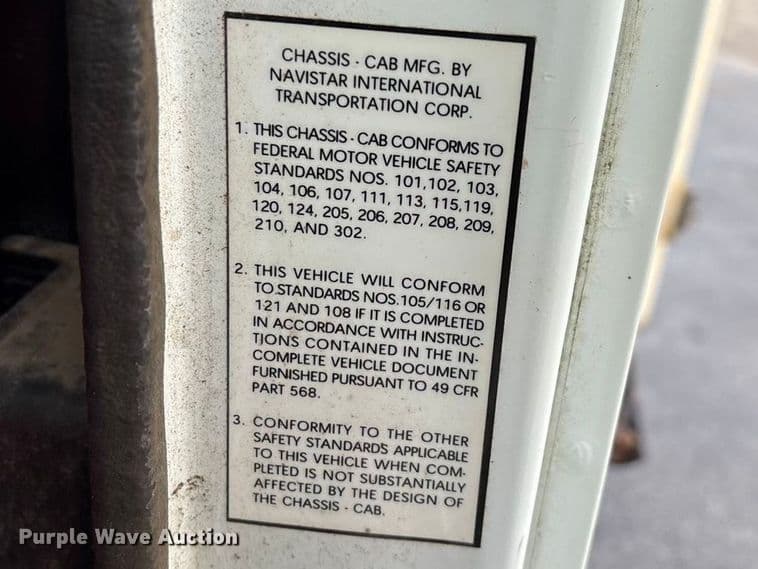 CHASSIS - CAB MFG. BY
NAVISTAR INTERNATIONAL
TRANSPORTATION CORP.
1. THIS CHASSIS - CAB CONFORMS TO
FEDERAL MOTOR VEHICLE SAFETY
STANDARDS NOS. 101,102, 103,
104, 106, 107, 111, 113, 115,119,
120, 124, 205, 206, 207, 208, 209,
210, AND 302.
2. THIS VEHICLE WILL CONFORM
TO STANDARDS NOS.105/116 OR
121 AND 108 IF IT IS COMPLETED
IN ACCORDANCE WITH INSTRUC-
TIONS CONTAINED IN THE IN-
COMPLETE VEHICLE DOCUMENT
FURNISHED PURSUANT TO 49 CFR
PART 568.
3. CONFORMITY TO THE OTHER
SAFETY STANDARDS APPLICABLE
TO THIS VEHICLE WHEN COM-
PLETED IS NOT SUBSTANTIALLY
AFFECTED BY THE DESIGN OF
THE CHASSIS - CAB.
Purple Wave Auction